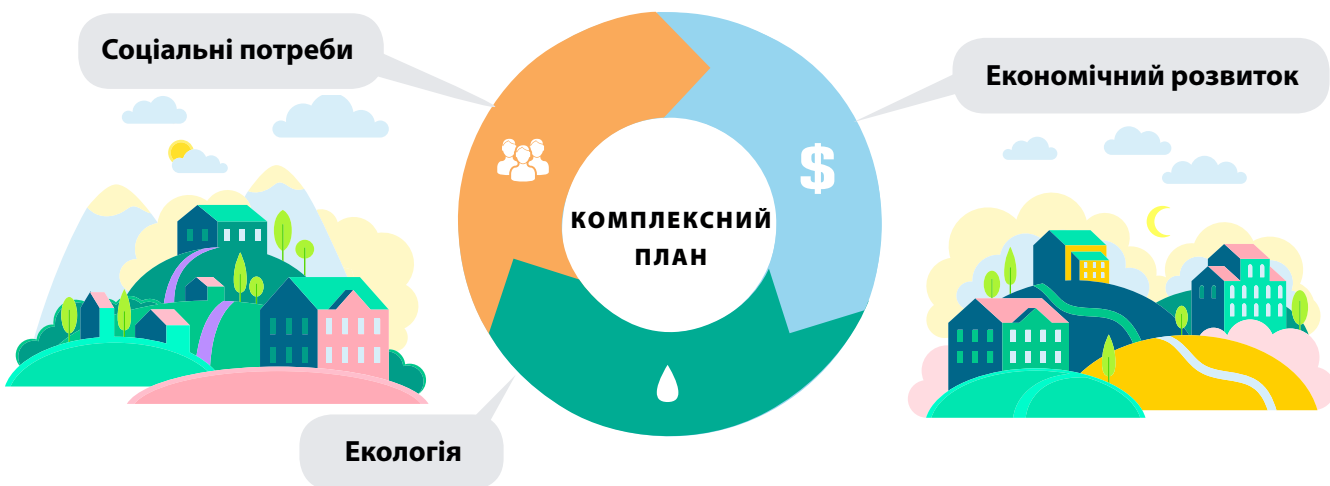 Соціальні потреби
Економічний розвиток
$
КОМПЛЕКСНИЙ
ПЛАН
Екологія